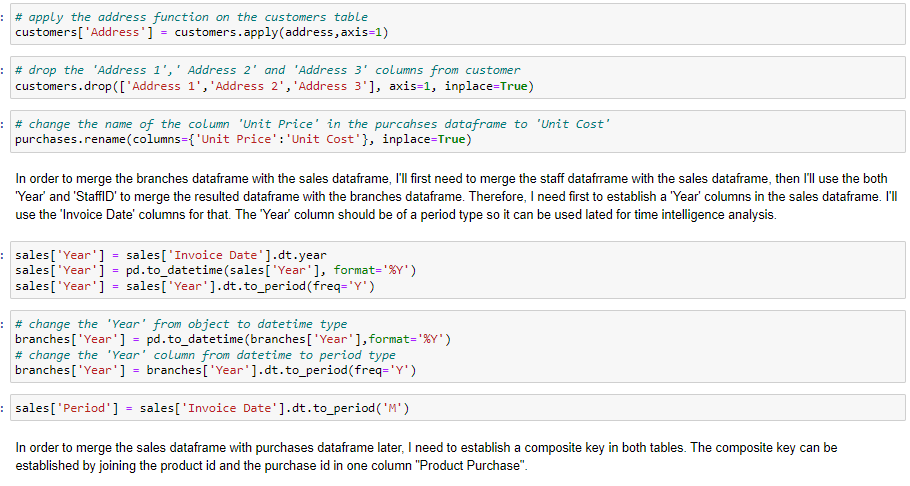 # apply the address function on the customers table
customers['Address'] = customers.apply(address,axis=1)
# drop the 'Address 1',' Address 2' and 'Address 3' columns from customer
customers.drop(['Address 1','Address 2','Address 3'], axis=1, inplace=True)
# change the name of the column 'Unit Price' in the purcahses dataframe to 'Unit Cost'
purchases.rename(columns={'Unit Price':'Unit Cost'}, inplace=True)
In order to merge the branches dataframe with the sales dataframe, I'll first need to merge the staff datafrrame with the sales dataframe, then I'll use the both
'Year' and 'StaffID' to merge the resulted dataframe with the branches dataframe. Therefore, I need first to establish a 'Year' columns in the sales dataframe. I'll
use the 'Invoice Date' columns for that. The 'Year' column should be of a period type so it can be used lated for time intelligence analysis.
sales['Year'] = sales['Invoice Date'].dt.year
sales['Year'] = pd.to_datetime(sales['Year'], format='%Y')
sales['Year'] = sales['Year'].dt.to_period(freq='Y')
# change the 'Year' from object to datetime type
branches['Year'] = pd.to_datetime(branches['Year'],format='%Y')
# change the 'Year' column from datetime to period type
branches['Year'] = branches['Year'].dt.to_period(freq='Y')
sales['Period'] = sales['Invoice Date'].dt.to_period('M')
In order to merge the sales dataframe with purchases dataframe later, I need to establish a composite key in both tables. The composite key can be
established by joining the product id and the purchase id in one column "Product Purchase".